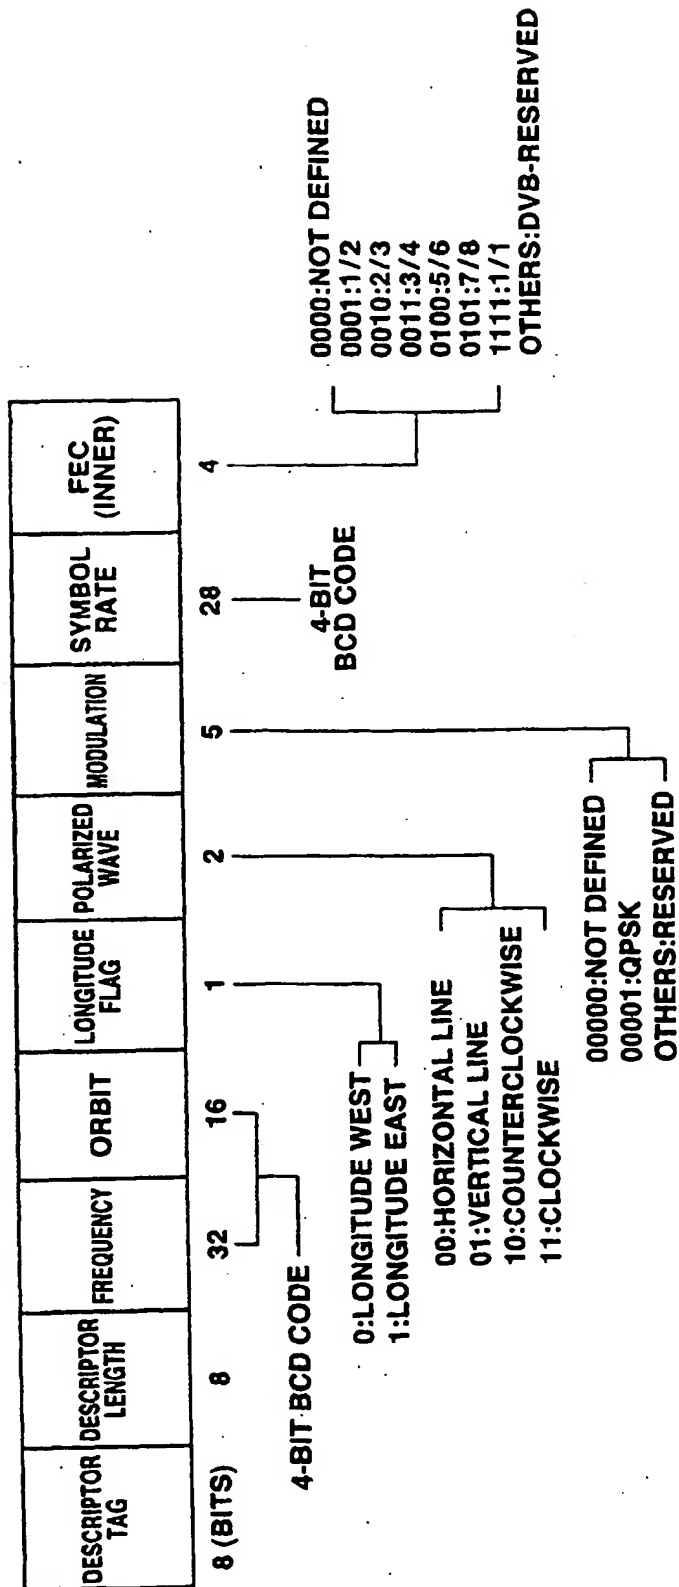 DESCRIPTOR
TAG
DESCRIPTOR
LENGTH
FREQUENCY
ORBIT
LONGITUDE
FLAG
POLARIZED
WAVE
MODULATION
SYMBOL
RATE
FEC
(INNER)
8 (BITS)
8
32
16
1
2
5
28
4
4-BIT BCD CODE
0:LONGITUDE WEST
1:LONGITUDE EAST
00:HORIZONTAL LINE
01:VERTICAL LINE
10:COUNTERCLOCKWISE
11:CLOCKWISE
00000:NOT DEFINED
00001:QPSK
OTHERS:RESERVED
4-BIT
BCD CODE
0000:NOT DEFINED
0001:1/2
0010:2/3
0011:3/4
0100:5/6
0101:7/8
1111:1/1
OTHERS:DVB-RESERVED